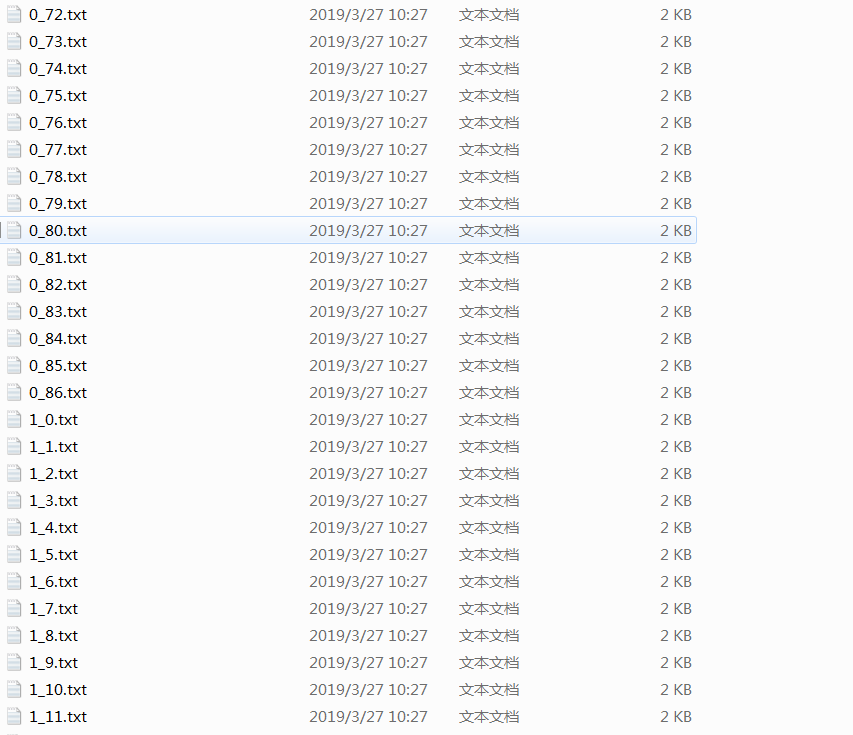 0_72.txt 2019/3/27 10:27 文本文档 2 KB
0_73.txt 2019/3/27 10:27 文本文档 2 KB
0_74.txt 2019/3/27 10:27 文本文档 2 KB
0_75.txt 2019/3/27 10:27 文本文档 2 KB
0_76.txt 2019/3/27 10:27 文本文档 2 KB
0_77.txt 2019/3/27 10:27 文本文档 2 KB
0_78.txt 2019/3/27 10:27 文本文档 2 KB
0_79.txt 2019/3/27 10:27 文本文档 2 KB
0_80.txt 2019/3/27 10:27 文本文档 2 KB
0_81.txt 2019/3/27 10:27 文本文档 2 KB
0_82.txt 2019/3/27 10:27 文本文档 2 KB
0_83.txt 2019/3/27 10:27 文本文档 2 KB
0_84.txt 2019/3/27 10:27 文本文档 2 KB
0_85.txt 2019/3/27 10:27 文本文档 2 KB
0_86.txt 2019/3/27 10:27 文本文档 2 KB
1_0.txt 2019/3/27 10:27 文本文档 2 KB
1_1.txt 2019/3/27 10:27 文本文档 2 KB
1_2.txt 2019/3/27 10:27 文本文档 2 KB
1_3.txt 2019/3/27 10:27 文本文档 2 KB
1_4.txt 2019/3/27 10:27 文本文档 2 KB
1_5.txt 2019/3/27 10:27 文本文档 2 KB
1_6.txt 2019/3/27 10:27 文本文档 2 KB
1_7.txt 2019/3/27 10:27 文本文档 2 KB
1_8.txt 2019/3/27 10:27 文本文档 2 KB
1_9.txt 2019/3/27 10:27 文本文档 2 KB
1_10.txt 2019/3/27 10:27 文本文档 2 KB
1_11.txt 2019/3/27 10:27 文本文档 2 KB